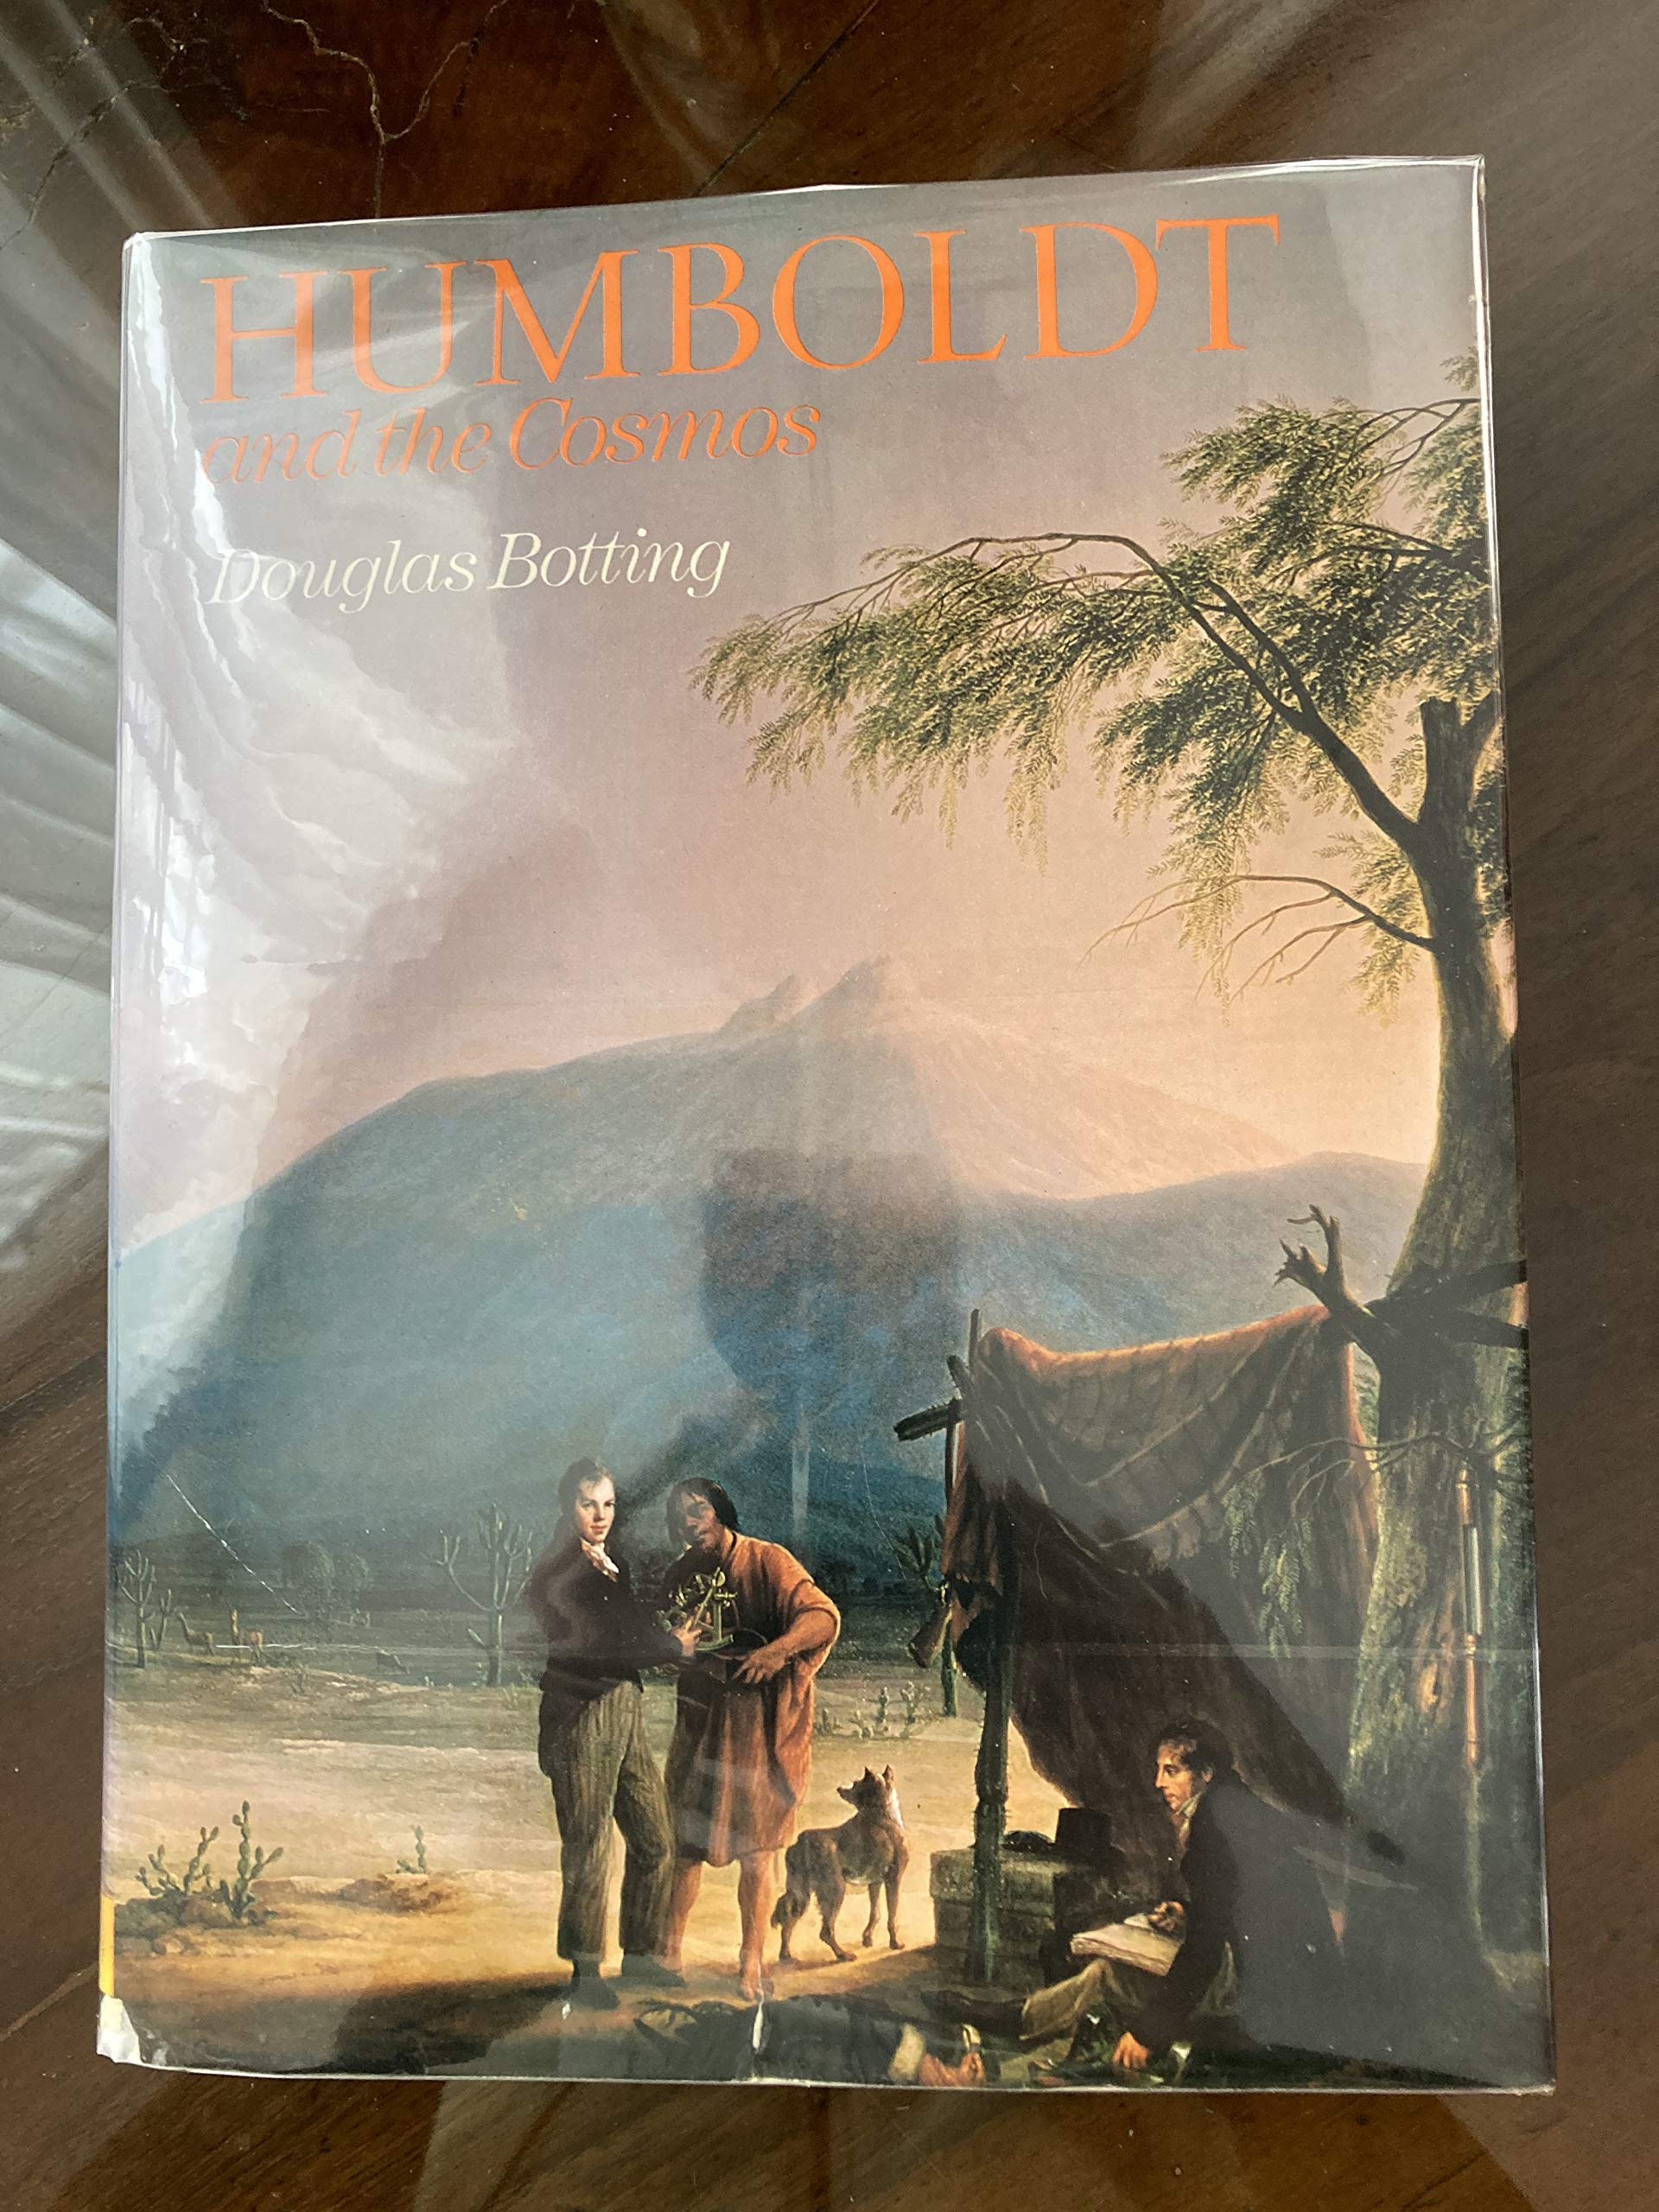 HUMBOLDT
and the Cosmos
Douglas Botting